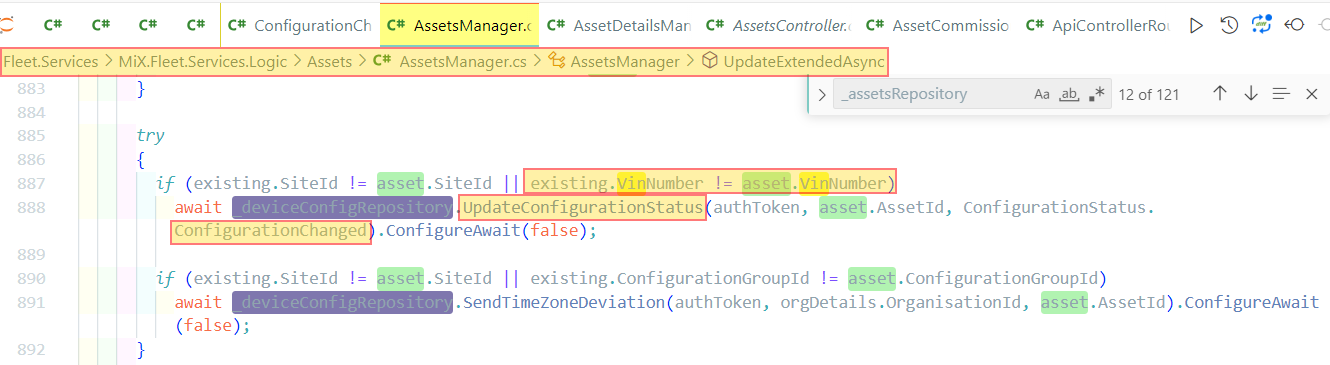 C# C# C# C# ConfigurationCh C# AssetsManager.c C# AssetDetailsMan C# AssetsController.c C# AssetCommissio C# ApiControllerRou
Fleet.Services > MiX.Fleet.Services.Logic > Assets > C# AssetsManager.cs > AssetsManager > UpdateExtendedAsync
_assetsRepository Aa ab .* 12 of 121
883 }
884
885 try
886 {
887 if (existing.SiteId != asset.SiteId || existing.VinNumber != asset.VinNumber)
888 await _deviceConfigRepository.UpdateConfigurationStatus(authToken, asset.AssetId, ConfigurationStatus.
ConfigurationChanged).ConfigureAwait(false);
889
890 if (existing.SiteId != asset.SiteId || existing.ConfigurationGroupId != asset.ConfigurationGroupId)
891 await _deviceConfigRepository.SendTimeZoneDeviation(authToken, orgDetails.OrganisationId, asset.AssetId).ConfigureAwait
(false);
892 }